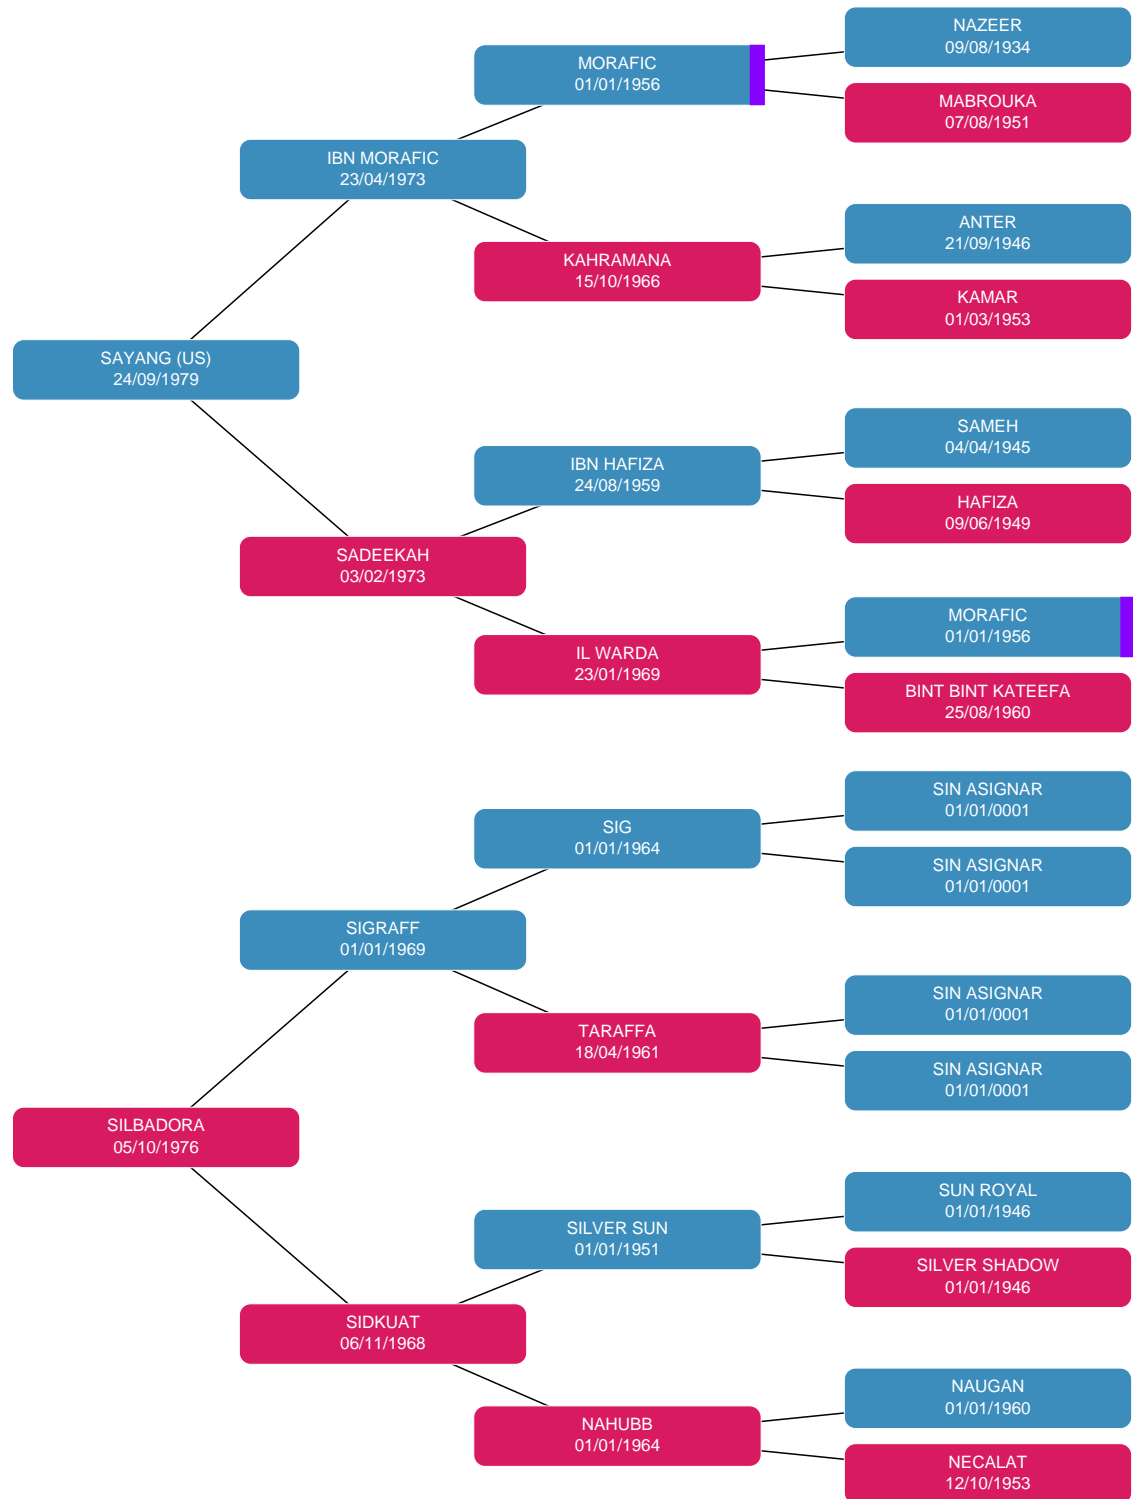 NAZEER
09/08/1934
MORAFIC
01/01/1956
MABROUKA
07/08/1951
IBN MORAFIC
23/04/1973
ANTER
21/09/1946
KAHRAMANA
15/10/1966
KAMAR
01/03/1953
SAYANG (US)
24/09/1979
SAMEH
04/04/1945
IBN HAFIZA
24/08/1959
HAFIZA
09/06/1949
SADEEKAH
03/02/1973
MORAFIC
01/01/1956
IL WARDA
23/01/1969
BINT BINT KATEEFA
25/08/1960
SIN ASIGNAR
01/01/0001
SIG
01/01/1964
SIN ASIGNAR
01/01/0001
SIGRAFF
01/01/1969
SIN ASIGNAR
01/01/0001
TARAFFA
18/04/1961
SIN ASIGNAR
01/01/0001
SILBADORA
05/10/1976
SUN ROYAL
01/01/1946
SILVER SUN
01/01/1951
SILVER SHADOW
01/01/1946
SIDKUAT
06/11/1968
NAUGAN
01/01/1960
NAHUBB
01/01/1964
NECALAT
12/10/1953